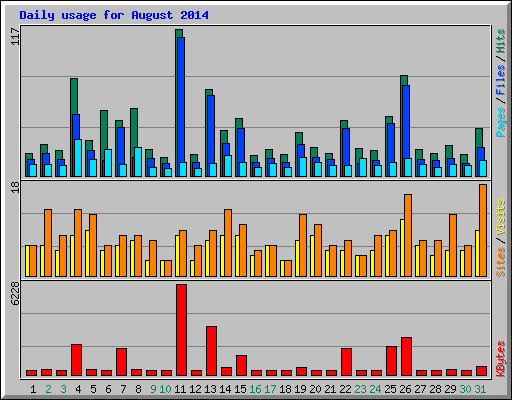 Daily usage for August 2014
117
Pages / Files / Hits
18
Sites / Visits
6228
KBytes
1 2 3 4 5 6 7 8 9 10 11 12 13 14 15 16 17 18 19 20 21 22 23 24 25 26 27 28 29 30 31